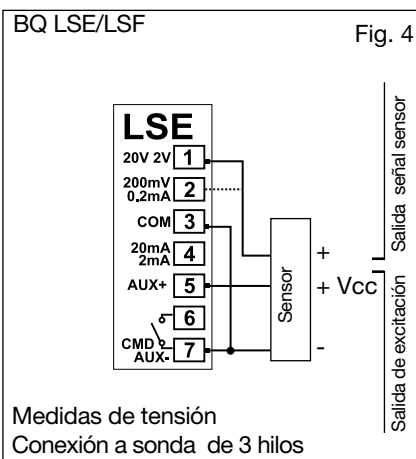 BQ LSE/LSF
Fig. 4
LSE
20V 2V 1
200mV
0.2mA 2
COM 3
20mA
2mA 4
AUX+ 5
6
CMD
AUX- 7
Sensor
+
+ Vcc
-
Salida señal sensor
Salida de excitación
Medidas de tensión
Conexión a sonda de 3 hilos